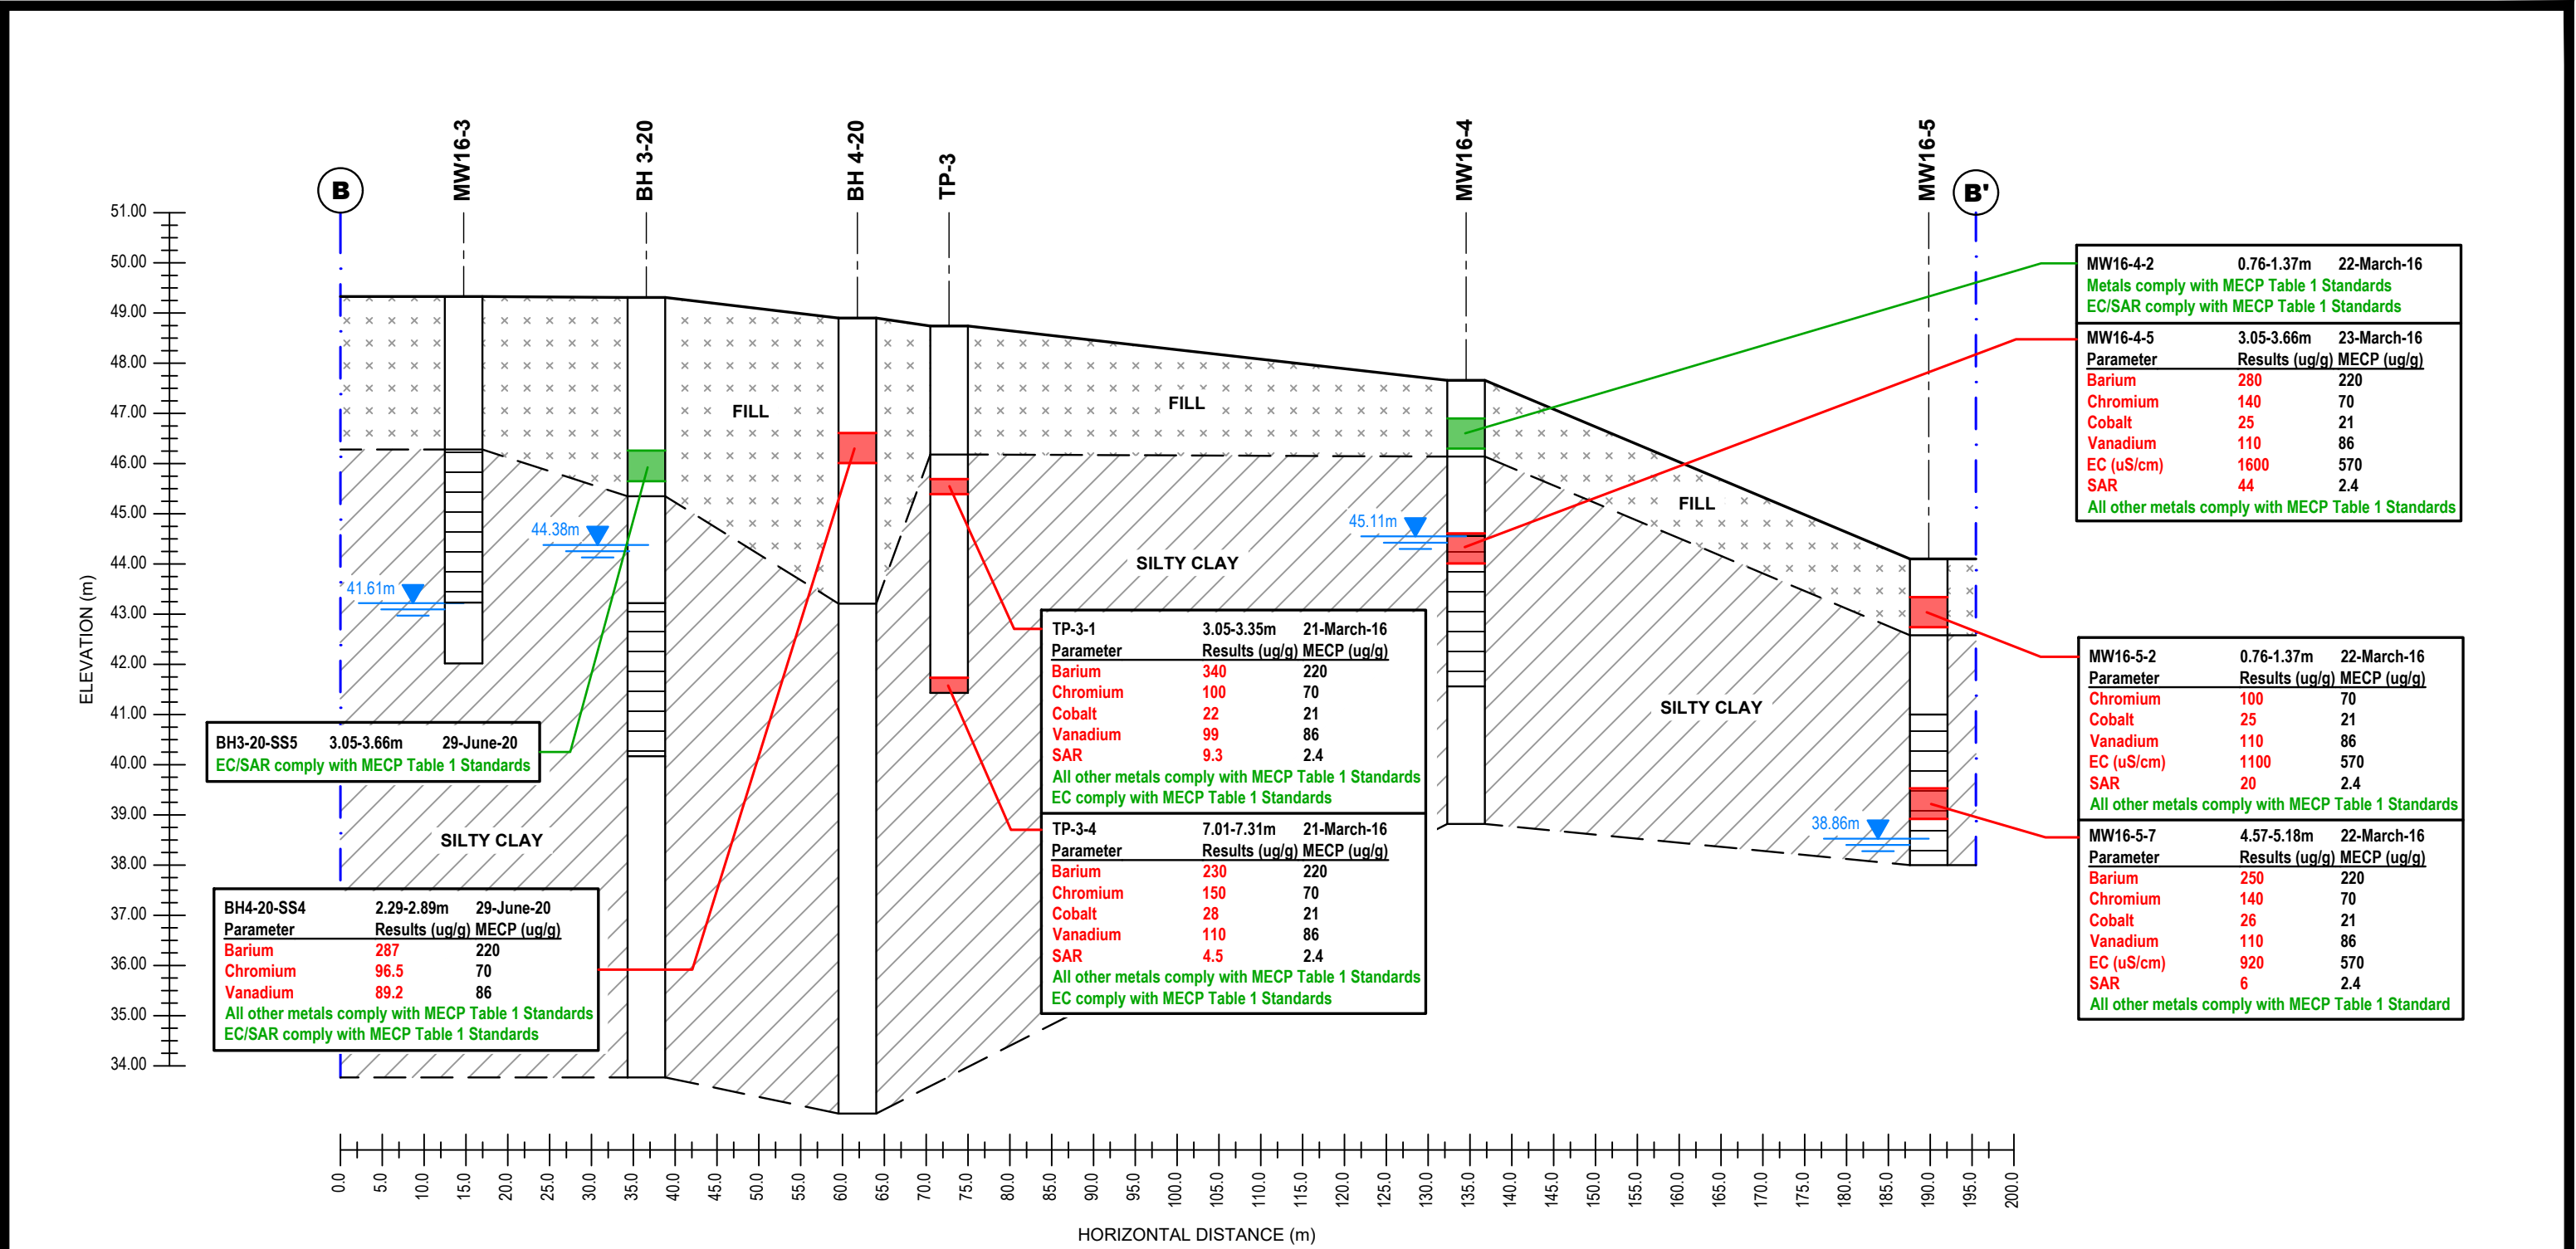 MW16-3
BH 3-20
BH 4-20
TP-3
MW16-4
MW16-5
B
B'
51.00
50.00
49.00
48.00
47.00
46.00
45.00
44.00
43.00
42.00
41.00
40.00
39.00
38.00
37.00
36.00
35.00
34.00
ELEVATION (m)
FILL
FILL
FILL
SILTY CLAY
SILTY CLAY
SILTY CLAY
41.61m
44.38m
45.11m
38.86m
MW16-4-2 0.76-1.37m 22-March-16
Metals comply with MECP Table 1 Standards
EC/SAR comply with MECP Table 1 Standards
MW16-4-5 3.05-3.66m 23-March-16
Parameter Results (ug/g) MECP (ug/g)
Barium 280 220
Chromium 140 70
Cobalt 25 21
Vanadium 110 86
EC (uS/cm) 1600 570
SAR 44 2.4
All other metals comply with MECP Table 1 Standards
TP-3-1 3.05-3.35m 21-March-16
Parameter Results (ug/g) MECP (ug/g)
Barium 340 220
Chromium 100 70
Cobalt 22 21
Vanadium 99 86
SAR 9.3 2.4
All other metals comply with MECP Table 1 Standards
EC comply with MECP Table 1 Standards
TP-3-4 7.01-7.31m 21-March-16
Parameter Results (ug/g) MECP (ug/g)
Barium 230 220
Chromium 150 70
Cobalt 28 21
Vanadium 110 86
SAR 4.5 2.4
All other metals comply with MECP Table 1 Standards
EC comply with MECP Table 1 Standards
MW16-5-2 0.76-1.37m 22-March-16
Parameter Results (ug/g) MECP (ug/g)
Chromium 100 70
Cobalt 25 21
Vanadium 110 86
EC (uS/cm) 1100 570
SAR 20 2.4
All other metals comply with MECP Table 1 Standards
MW16-5-7 4.57-5.18m 22-March-16
Parameter Results (ug/g) MECP (ug/g)
Barium 250 220
Chromium 140 70
Cobalt 26 21
Vanadium 110 86
EC (uS/cm) 920 570
SAR 6 2.4
All other metals comply with MECP Table 1 Standard
BH3-20-SS5 3.05-3.66m 29-June-20
EC/SAR comply with MECP Table 1 Standards
BH4-20-SS4 2.29-2.89m 29-June-20
Parameter Results (ug/g) MECP (ug/g)
Barium 287 220
Chromium 96.5 70
Vanadium 89.2 86
All other metals comply with MECP Table 1 Standards
EC/SAR comply with MECP Table 1 Standards
0.0 5.0 10.0 15.0 20.0 25.0 30.0 35.0 40.0 45.0 50.0 55.0 60.0 65.0 70.0 75.0 80.0 85.0 90.0 95.0 100.0 105.0 110.0 115.0 120.0 125.0 130.0 135.0 140.0 145.0 150.0 155.0 160.0 165.0 170.0 175.0 180.0 185.0 190.0 195.0 200.0
HORIZONTAL DISTANCE (m)